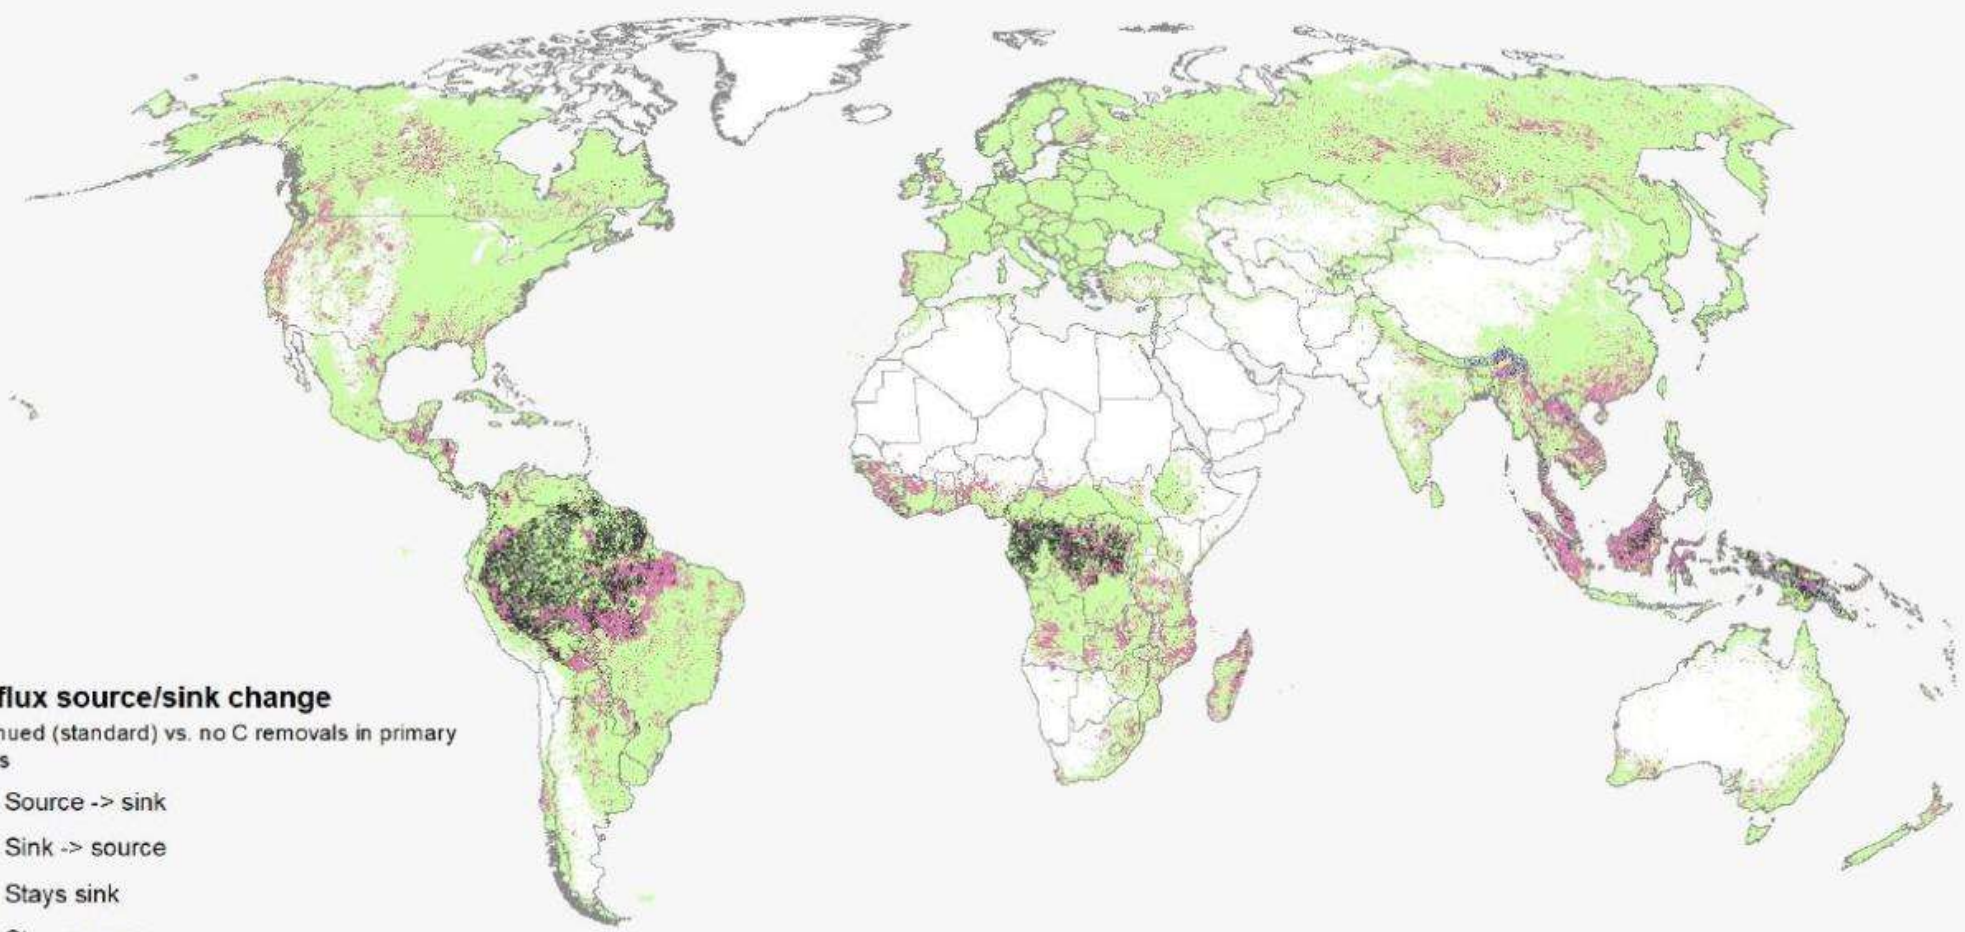 flux source/sink change
nued (standard) vs. no C removals in primary
s
Source -> sink
Sink -> source
Stays sink